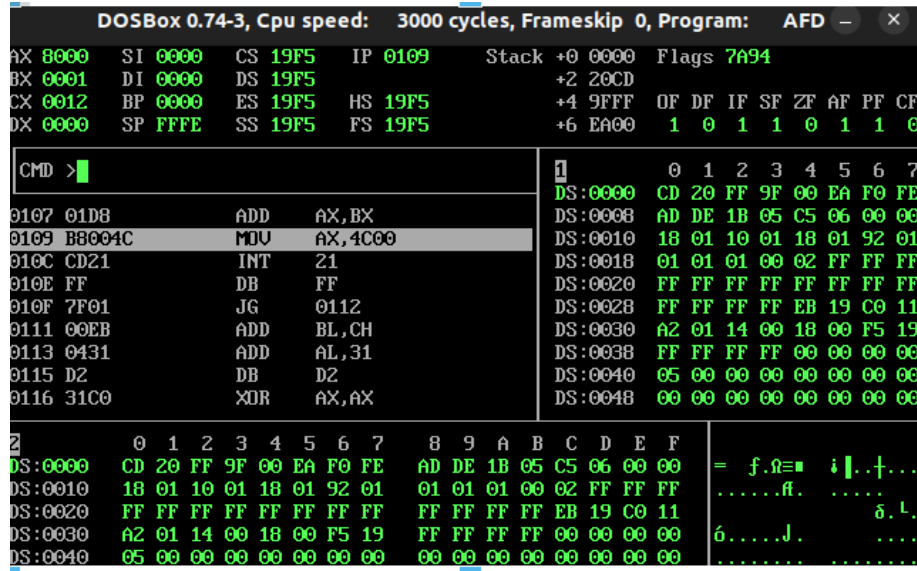 DOSBox 0.74-3, Cpu speed: 3000 cycles, Frameskip 0, Program: AFD
AX 8000 SI 0000 CS 19F5 IP 0109 Stack +0 0000 Flags 7A94
BX 0001 DI 0000 DS 19F5 +2 20CD
CX 0012 BP 0000 ES 19F5 HS 19F5 +4 9FFF OF DF IF SF ZF AF PF CF
DX 0000 SP FFFE SS 19F5 FS 19F5 +6 EA00 1 0 1 1 0 1 1 0
CMD >
1 0 1 2 3 4 5 6 7
DS:0000 CD 20 FF 9F 00 EA F0 FE
0107 01D8 ADD AX,BX DS:0008 AD DE 1B 05 C5 06 00 00
0109 B8004C MOV AX,4C00 DS:0010 18 01 10 01 18 01 92 01
010C CD21 INT 21 DS:0018 01 01 01 00 02 FF FF FF
010E FF DB FF DS:0020 FF FF FF FF FF FF FF FF
010F 7F01 JG 0112 DS:0028 FF FF FF FF EB 19 C0 11
0111 00EB ADD BL,CH DS:0030 A2 01 14 00 18 00 F5 19
0113 0431 ADD AL,31 DS:0038 FF FF FF FF 00 00 00 00
0115 D2 DB D2 DS:0040 05 00 00 00 00 00 00 00
0116 31C0 XOR AX,AX DS:0048 00 00 00 00 00 00 00 00
2 0 1 2 3 4 5 6 7 8 9 A B C D E F
DS:0000 CD 20 FF 9F 00 EA F0 FE AD DE 1B 05 C5 06 00 00 = ƒ.Ω≡■ ¡▐..┼...
DS:0010 18 01 10 01 18 01 92 01 01 01 01 00 02 FF FF FF ......Æ. .....
DS:0020 FF FF FF FF FF FF FF FF FF FF FF FF EB 19 C0 11 δ.└.
DS:0030 A2 01 14 00 18 00 F5 19 FF FF FF FF 00 00 00 00 ó.....⌡. ....
DS:0040 05 00 00 00 00 00 00 00 00 00 00 00 00 00 00 00 ........ ........